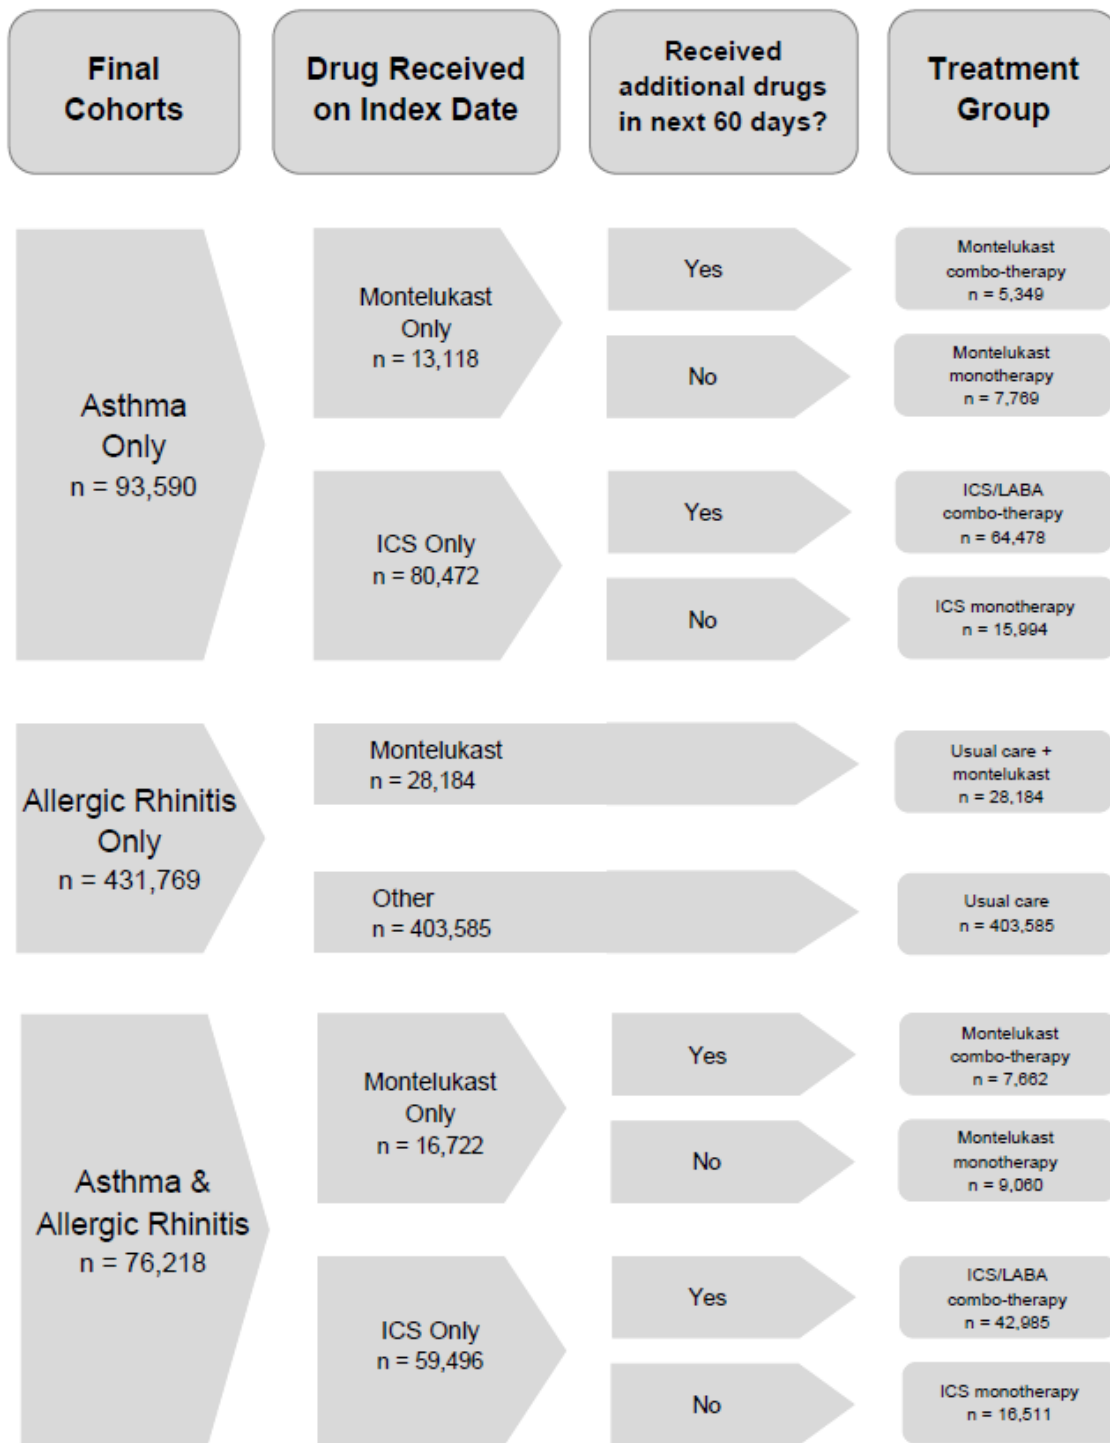 Final
Cohorts
Drug Received
on Index Date
Received
additional drugs
in next 60 days?
Treatment
Group
Asthma
Only
n = 93,590
Montelukast
Only
n = 13,118
Yes
Montelukast
combo-therapy
n = 5,349
No
Montelukast
monotherapy
n = 7,769
ICS Only
n = 80,472
Yes
ICS/LABA
combo-therapy
n = 64,478
No
ICS monotherapy
n = 15,994
Allergic Rhinitis
Only
n = 431,769
Montelukast
n = 28,184
Usual care +
montelukast
n = 28,184
Other
n = 403,585
Usual care
n = 403,585
Asthma &
Allergic Rhinitis
n = 76,218
Montelukast
Only
n = 16,722
Yes
Montelukast
combo-therapy
n = 7,662
No
Montelukast
monotherapy
n = 9,060
ICS Only
n = 59,496
Yes
ICS/LABA
combo-therapy
n = 42,985
No
ICS monotherapy
n = 16,511